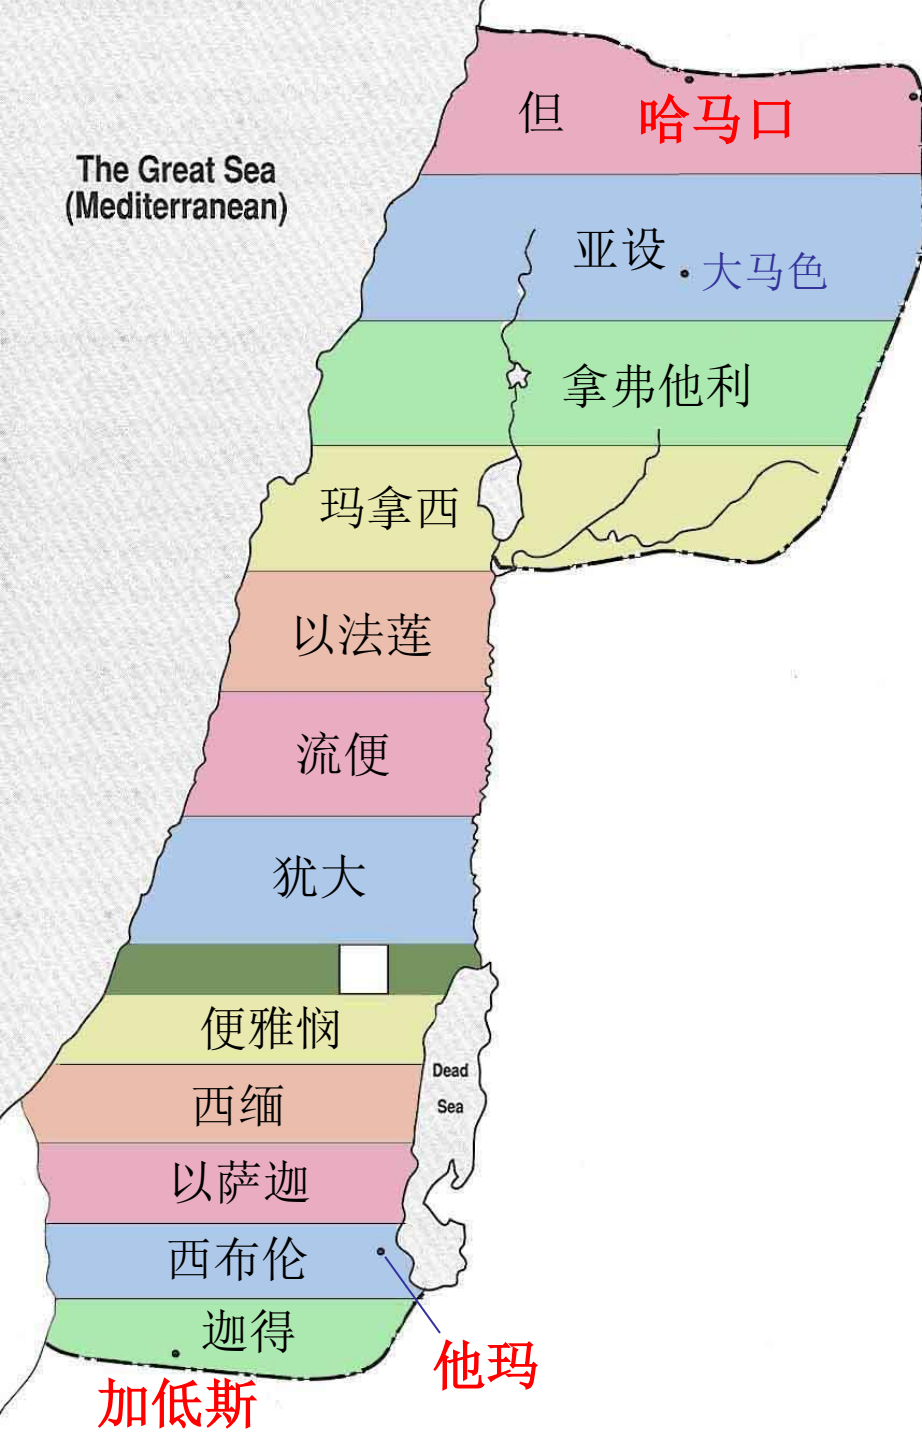 但
哈马口
The Great Sea
(Mediterranean)
亚设
大马色
拿弗他利
玛拿西
以法莲
流便
犹大
便雅悯
Dead
Sea
西缅
以萨迦
西布伦
迦得
他玛
加低斯